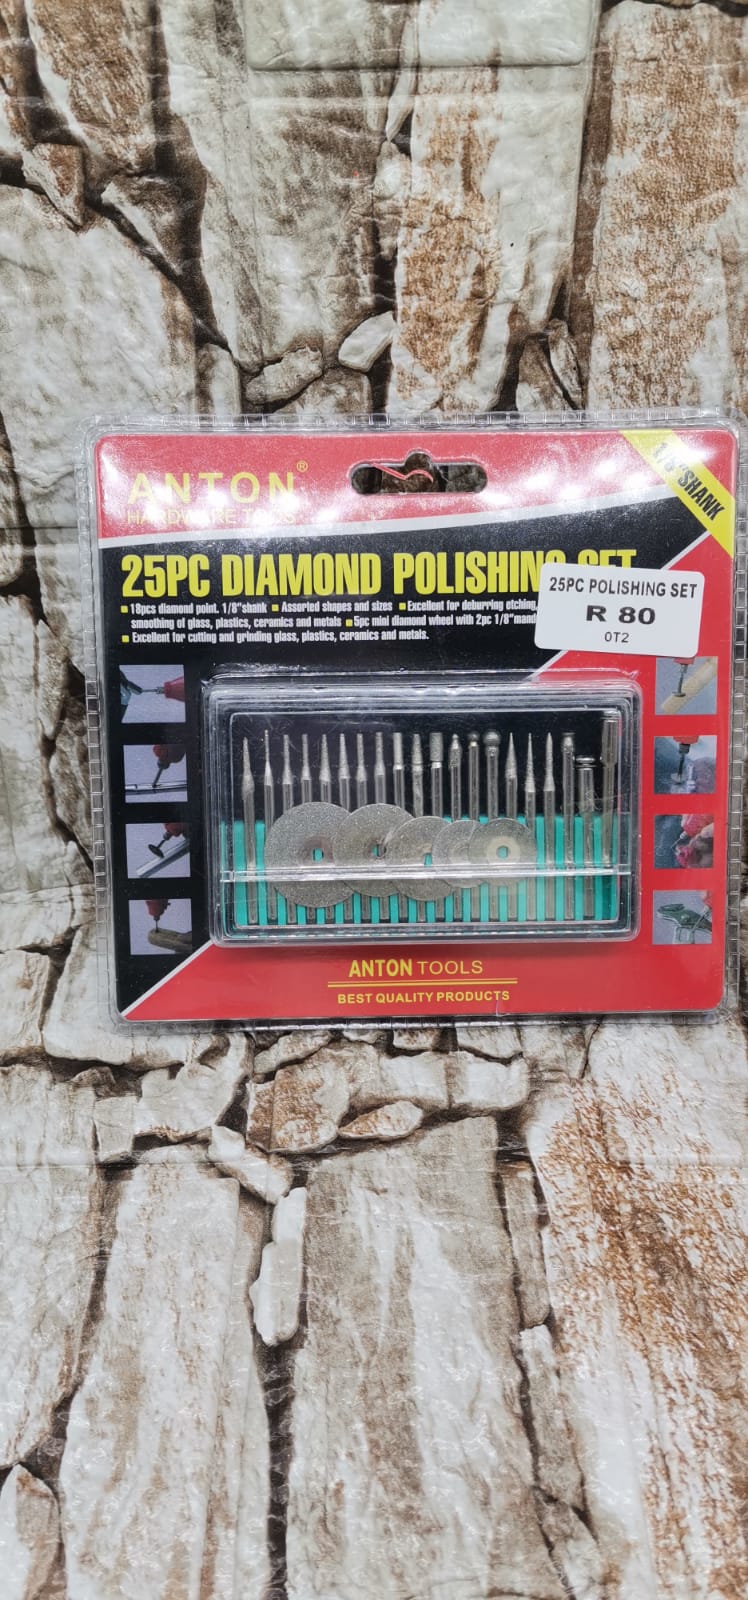 ANTON®
HARDWARE TOOLS
1/8"SHANK
25PC DIAMOND POLISHING SET
18pcs diamond point. 1/8"shank Assorted shapes and sizes Excellent for deburring etching,
smoothing of glass, plastics, ceramics and metals 5pc mini diamond wheel with 2pc 1/8"
Excellent for cutting and grinding glass, plastics, ceramics and metals.
25PC POLISHING SET
R 80
0T2
ANTON TOOLS
BEST QUALITY PRODUCTS